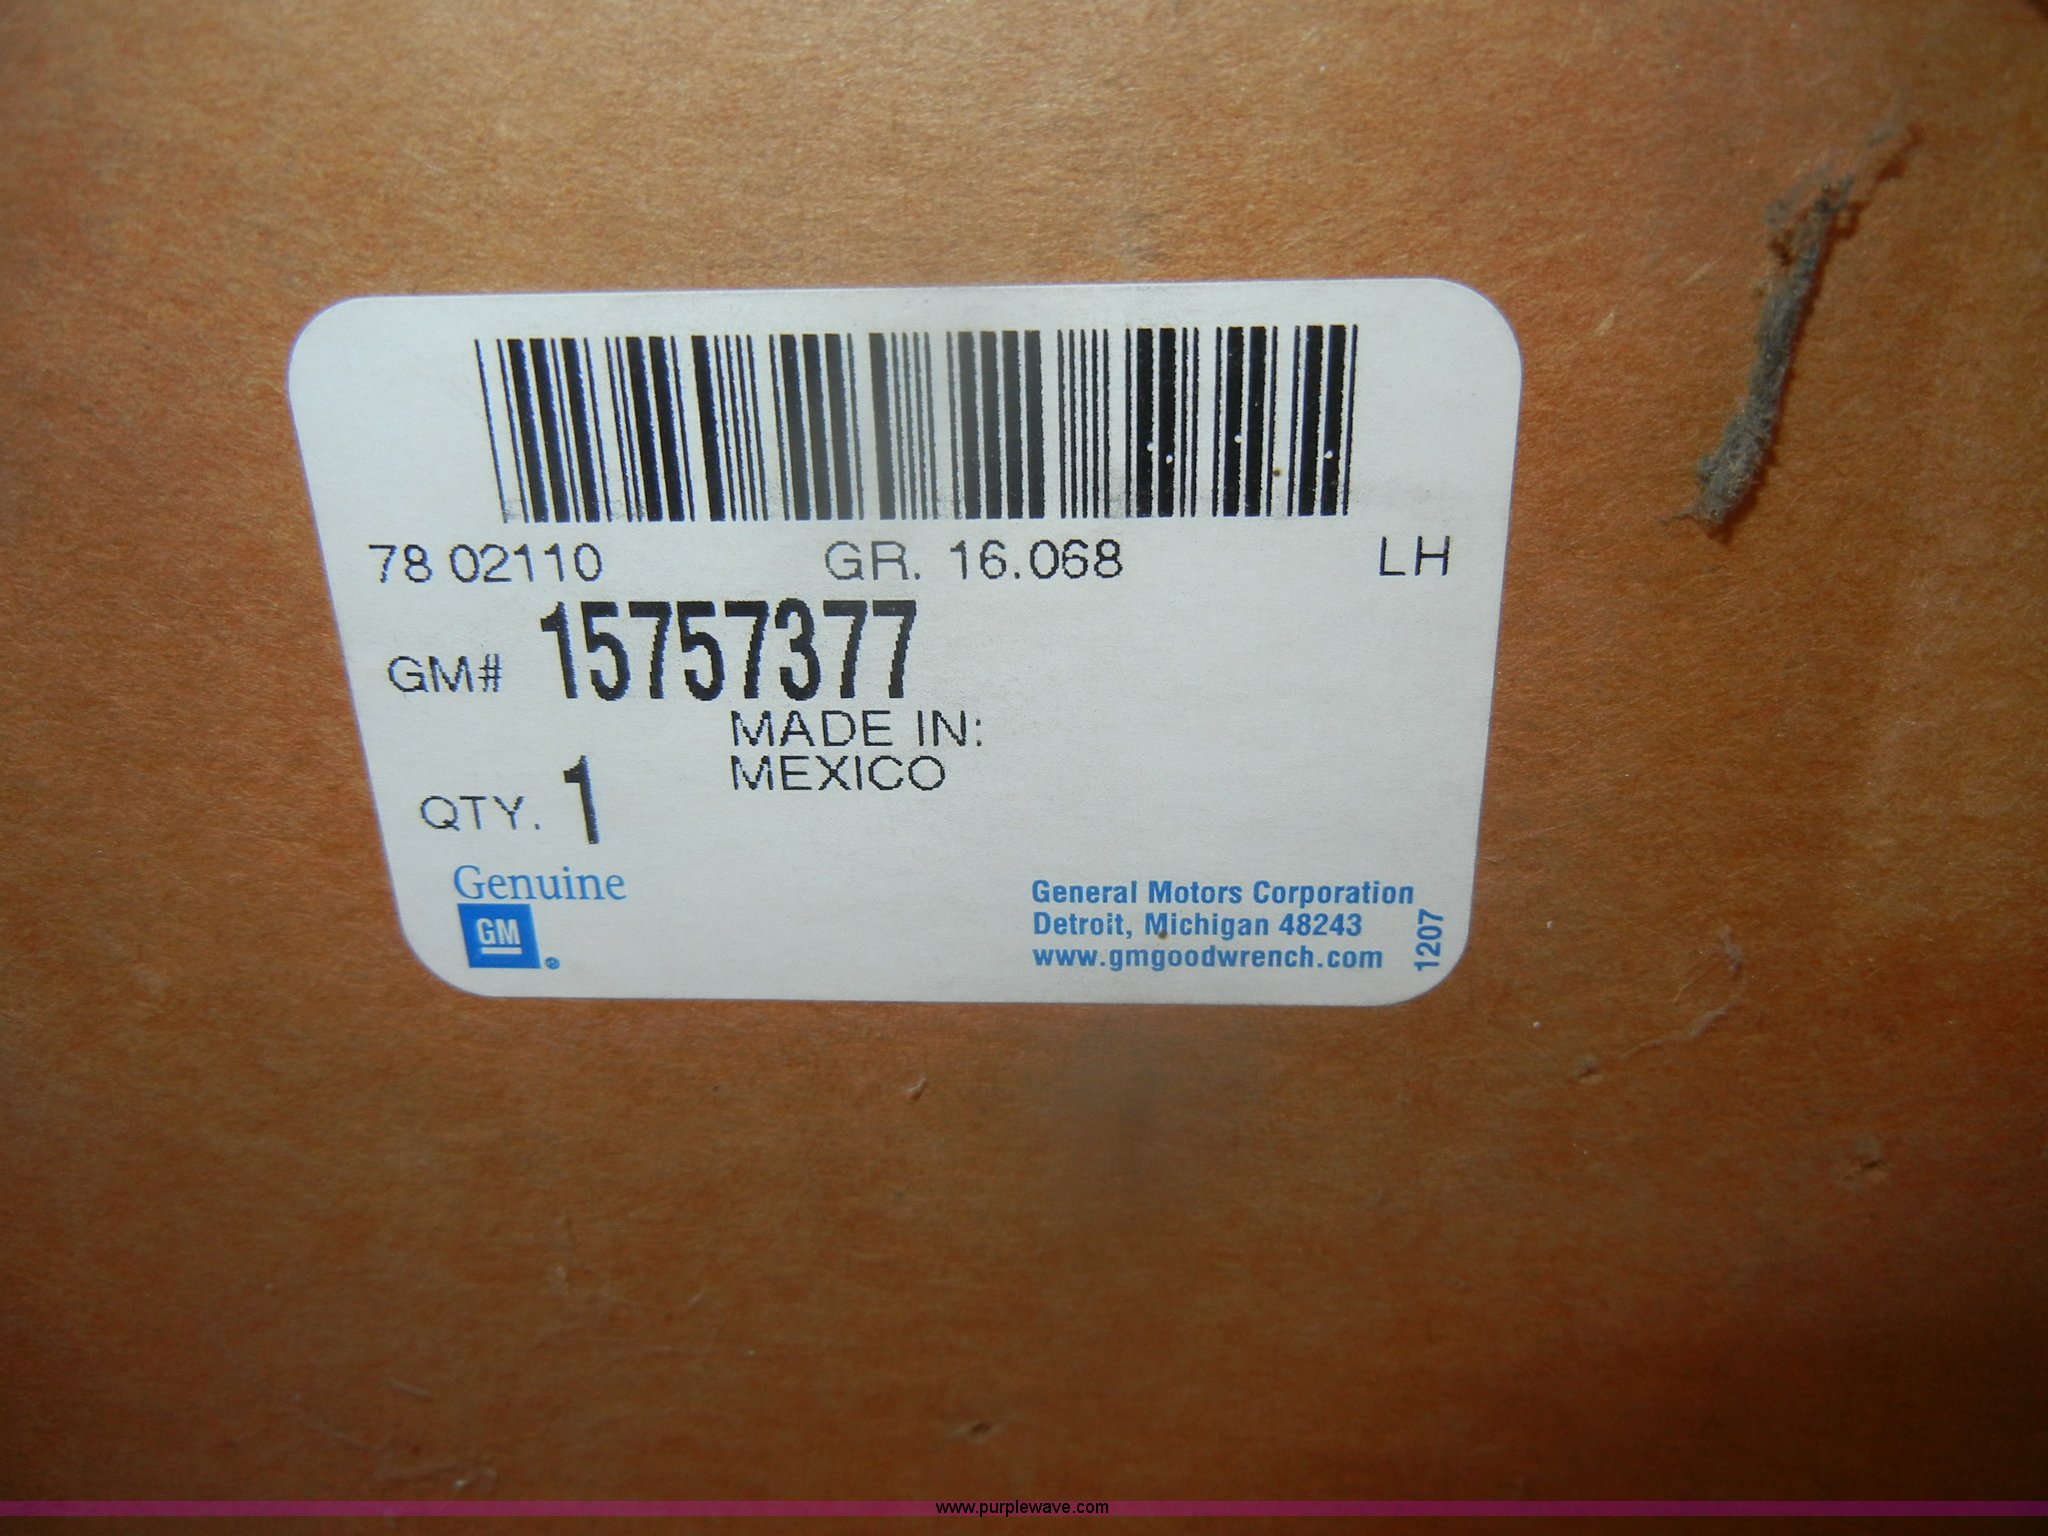 78 02110 GR. 16.068 LH
GM# 15757377
MADE IN:
MEXICO
QTY. 1
Genuine
GM®
General Motors Corporation
Detroit, Michigan 48243
www.gmgoodwrench.com
1207
www.purplewave.com